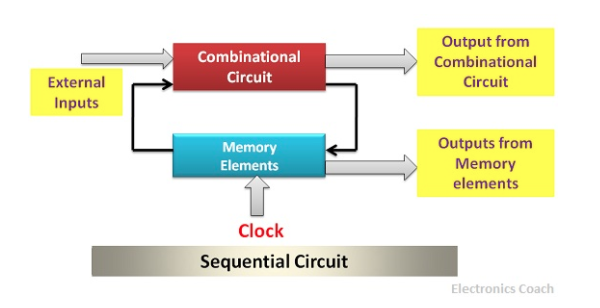 Combinational
Circuit
Output from
Combinational
Circuit
External
Inputs
Memory
Elements
Outputs from
Memory
elements
Clock
Sequential Circuit
Electronics Coach